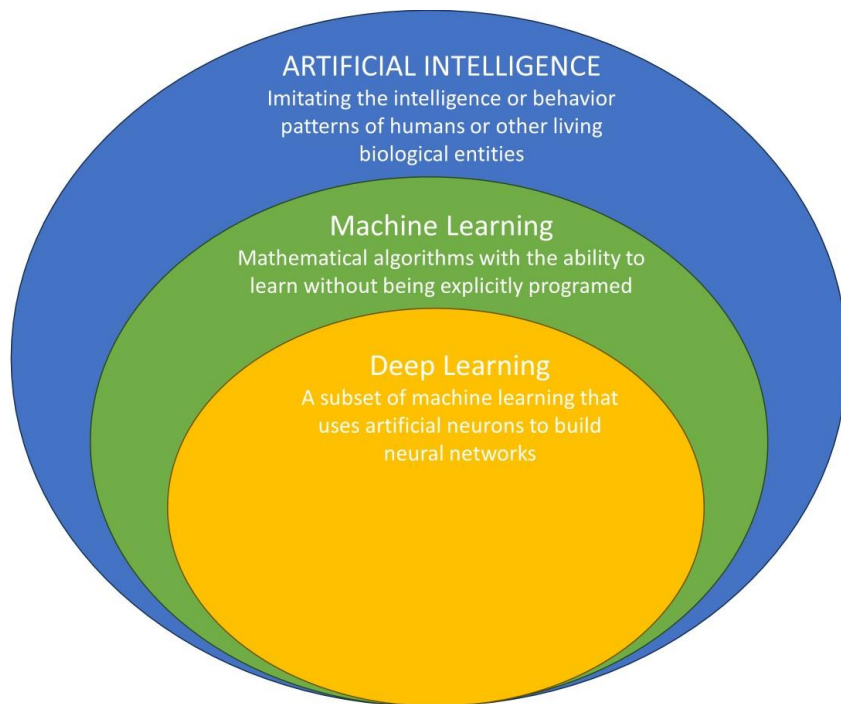 ARTIFICIAL INTELLIGENCE
Imitating the intelligence or behavior
patterns of humans or other living
biological entities
Machine Learning
Mathematical algorithms with the ability to
learn without being explicitly programed
Deep Learning
A subset of machine learning that
uses artificial neurons to build
neural networks